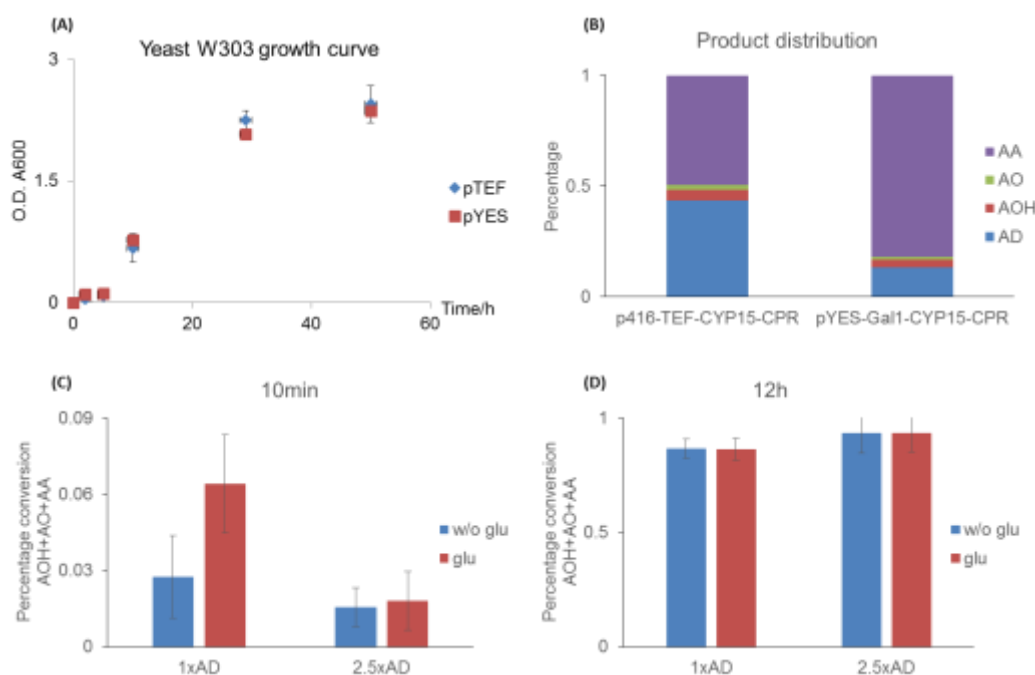 (A)
Yeast W303 growth curve
3
1.5
0
O.D. A600
0
20
40
60
Time/h
pTEF
pYES
(B)
Product distribution
1
0.5
0
Percentage
p416-TEF-CYP15-CPR
pYES-Gal1-CYP15-CPR
AA
AO
AOH
AD
(C)
10min
0.09
0.06
0.03
0
Percentage conversion
AOH+AO+AA
1xAD
2.5xAD
w/o glu
glu
(D)
12h
1
0.5
0
Percentage conversion
AOH+AO+AA
1xAD
2.5xAD
w/o glu
glu